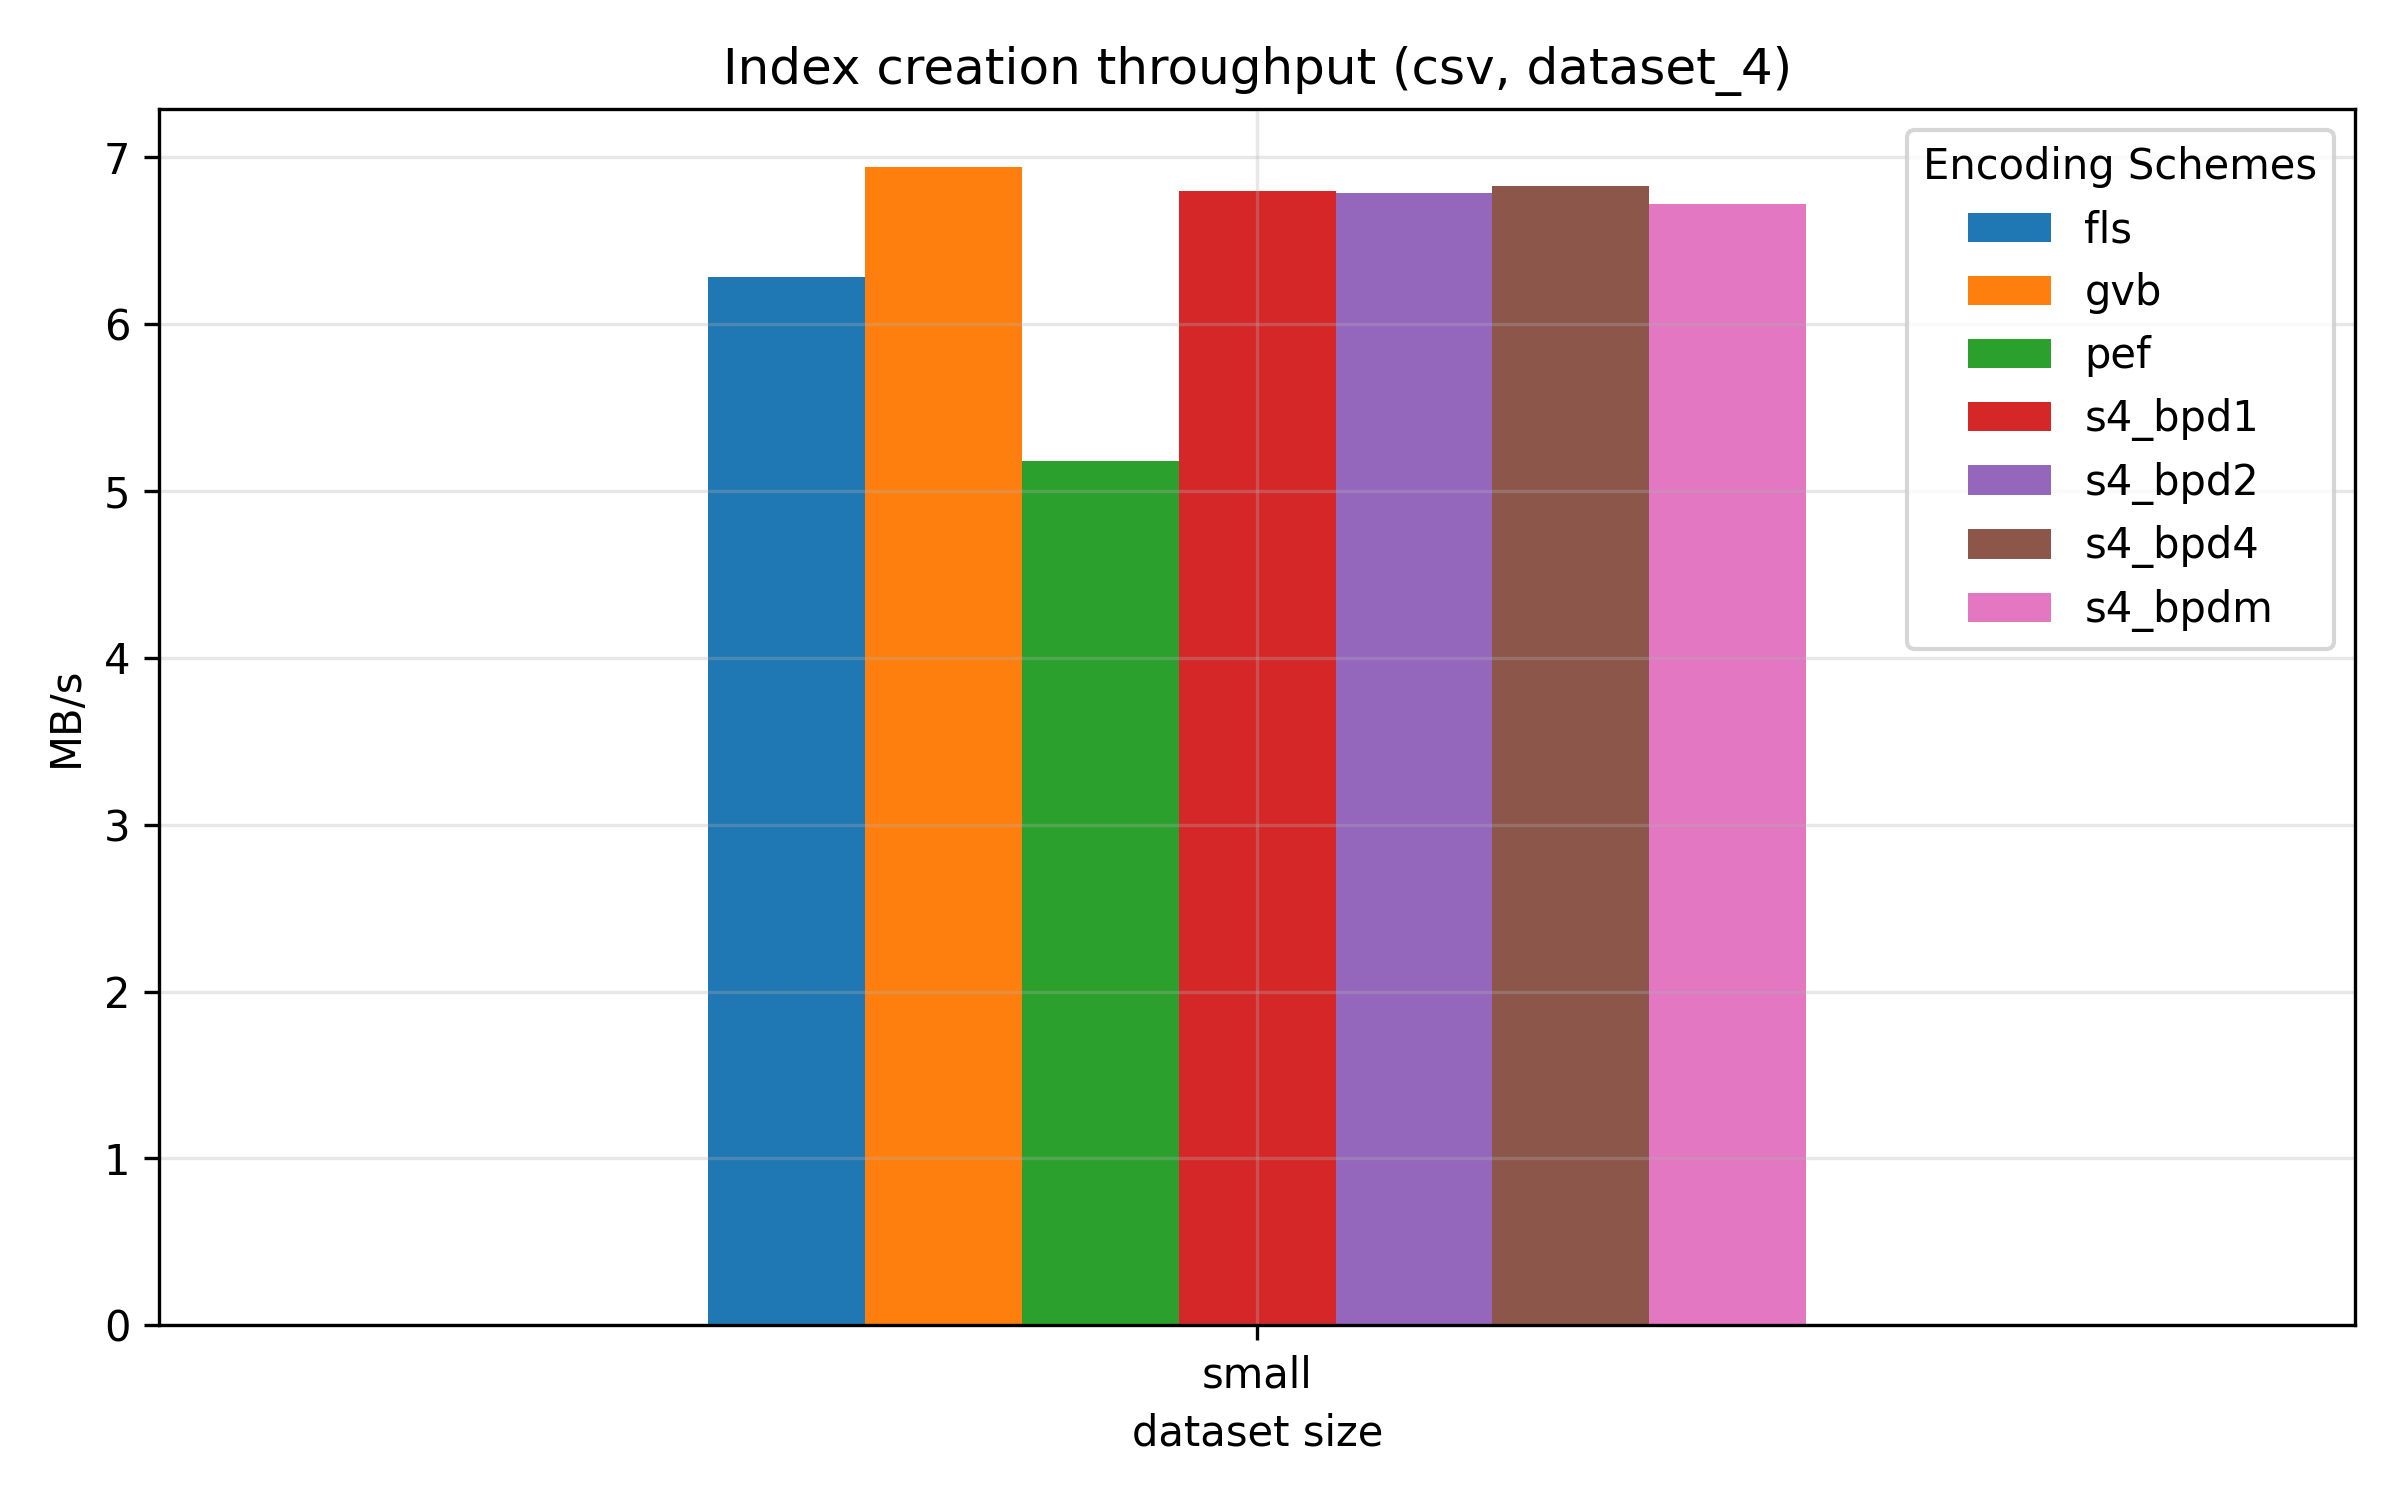 Index creation throughput (csv, dataset_4)
7
6
5
4
3
2
1
0
MB/s
Encoding Schemes
fls
gvb
pef
s4_bpd1
s4_bpd2
s4_bpd4
s4_bpdm
small
dataset size